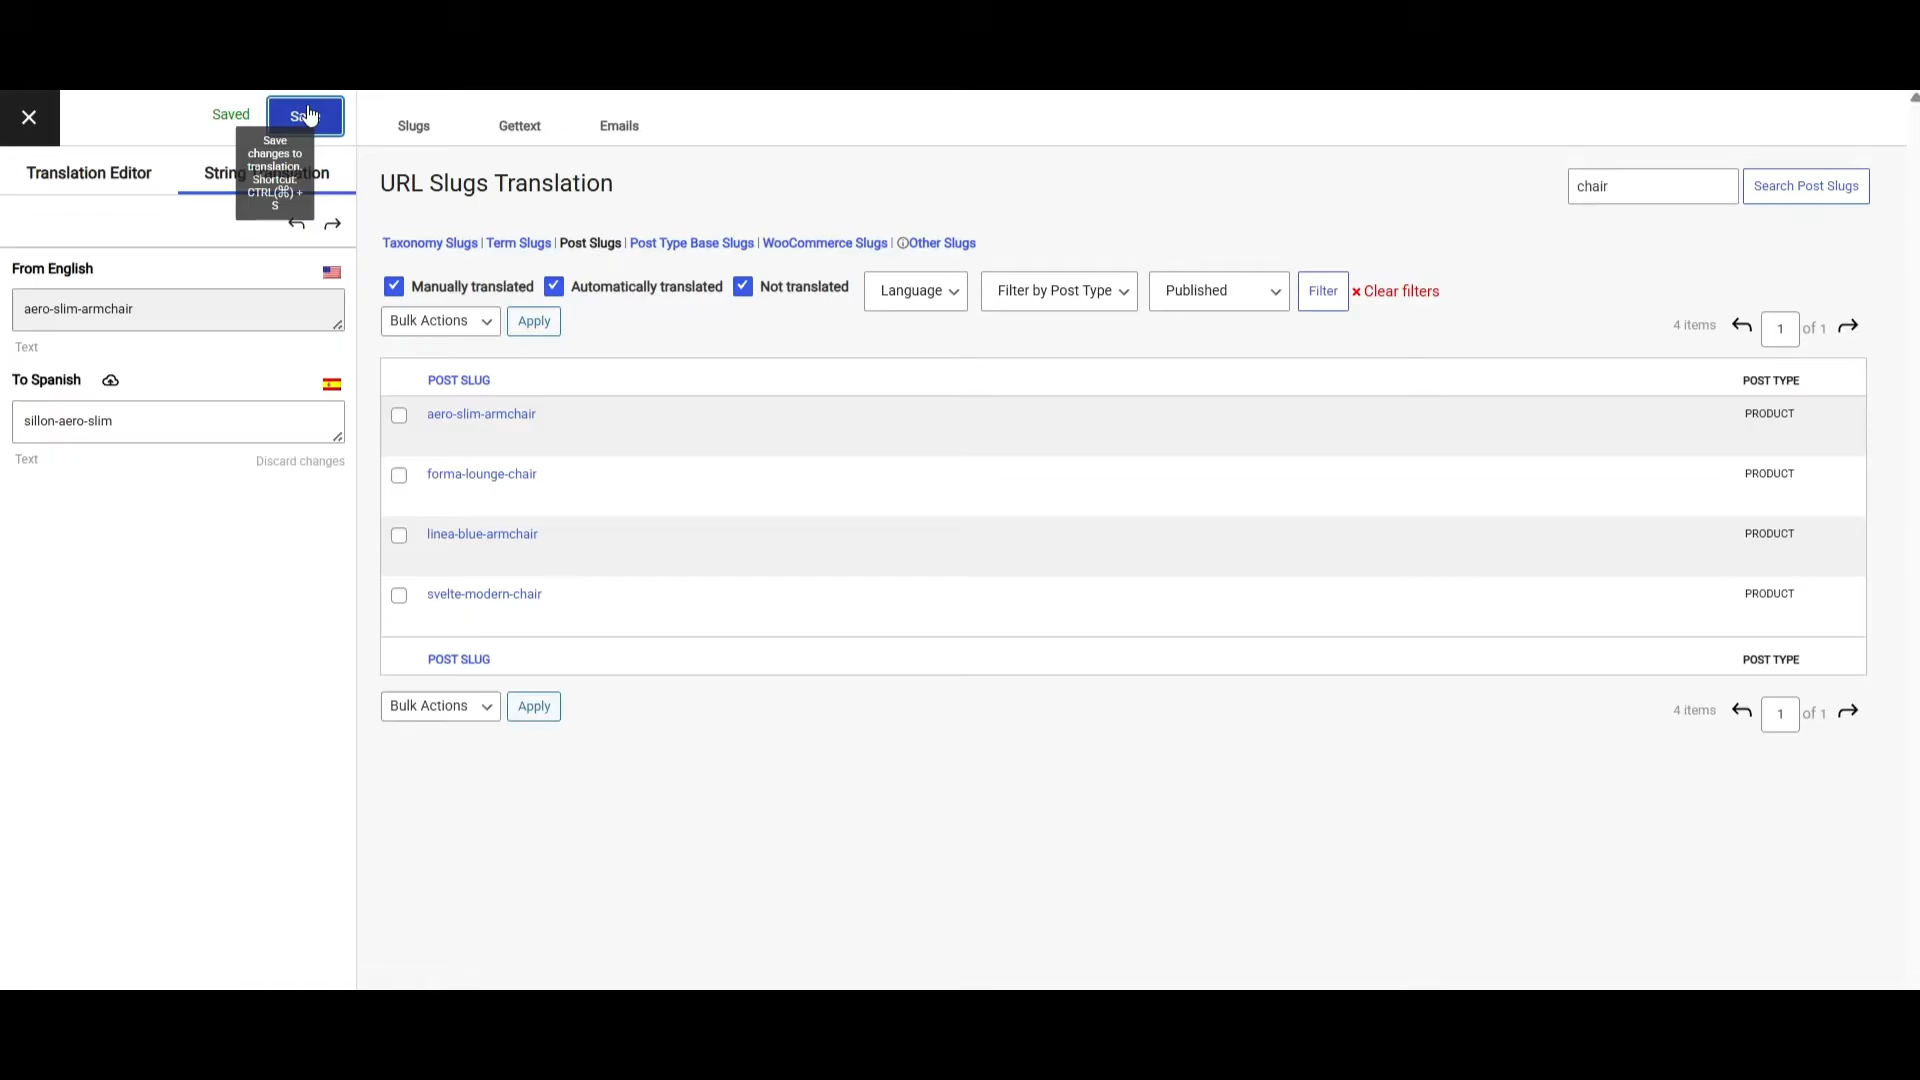 Saved
Save
changes to
translation.
Shortcut:
CTRL(⌘) +
S
Translation Editor
String
From English
aero-slim-armchair
Text
To Spanish
sillon-aero-slim
Text
Discard changes
Slugs
Gettext
Emails
URL Slugs Translation
chair
Search Post Slugs
Taxonomy Slugs | Term Slugs | Post Slugs | Post Type Base Slugs | WooCommerce Slugs | Other Slugs
Manually translated
Automatically translated
Not translated
Language
Filter by Post Type
Published
Filter
Clear filters
Bulk Actions
Apply
4 items
1
of 1
POST SLUG
POST TYPE
aero-slim-armchair
PRODUCT
forma-lounge-chair
PRODUCT
linea-blue-armchair
PRODUCT
svelte-modern-chair
PRODUCT
POST SLUG
POST TYPE
Bulk Actions
Apply
4 items
1
of 1